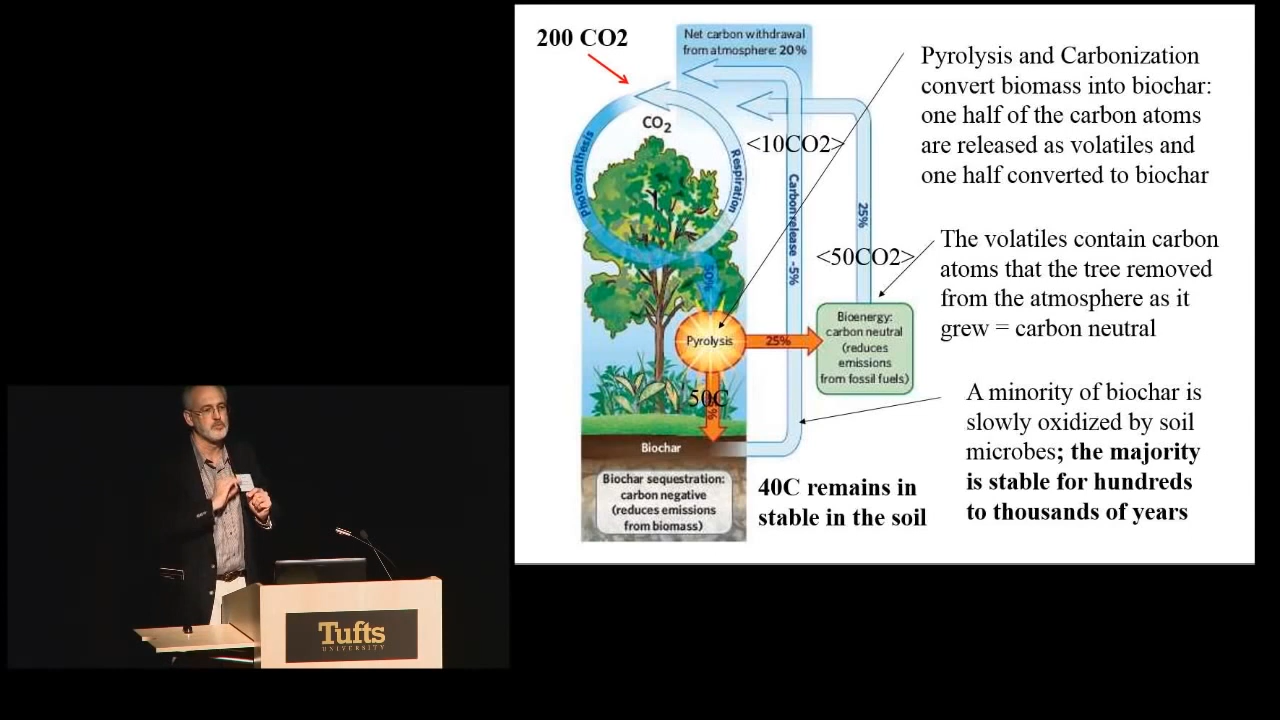 200 CO2
Net carbon withdrawal
from atmosphere: 20%
CO2
Photosynthesis
Respiration
<10CO2>
Carbon release -5%
25%
<50CO2>
50%
Pyrolysis
25%
Bioenergy:
carbon neutral
(reduces
emissions
from fossil fuels)
50C
Biochar
Biochar sequestration:
carbon negative
(reduces emissions
from biomass)
40C remains in
stable in the soil
Pyrolysis and Carbonization
convert biomass into biochar:
one half of the carbon atoms
are released as volatiles and
one half converted to biochar
The volatiles contain carbon
atoms that the tree removed
from the atmosphere as it
grew = carbon neutral
A minority of biochar is
slowly oxidized by soil
microbes; the majority
is stable for hundreds
to thousands of years
Tufts
UNIVERSITY